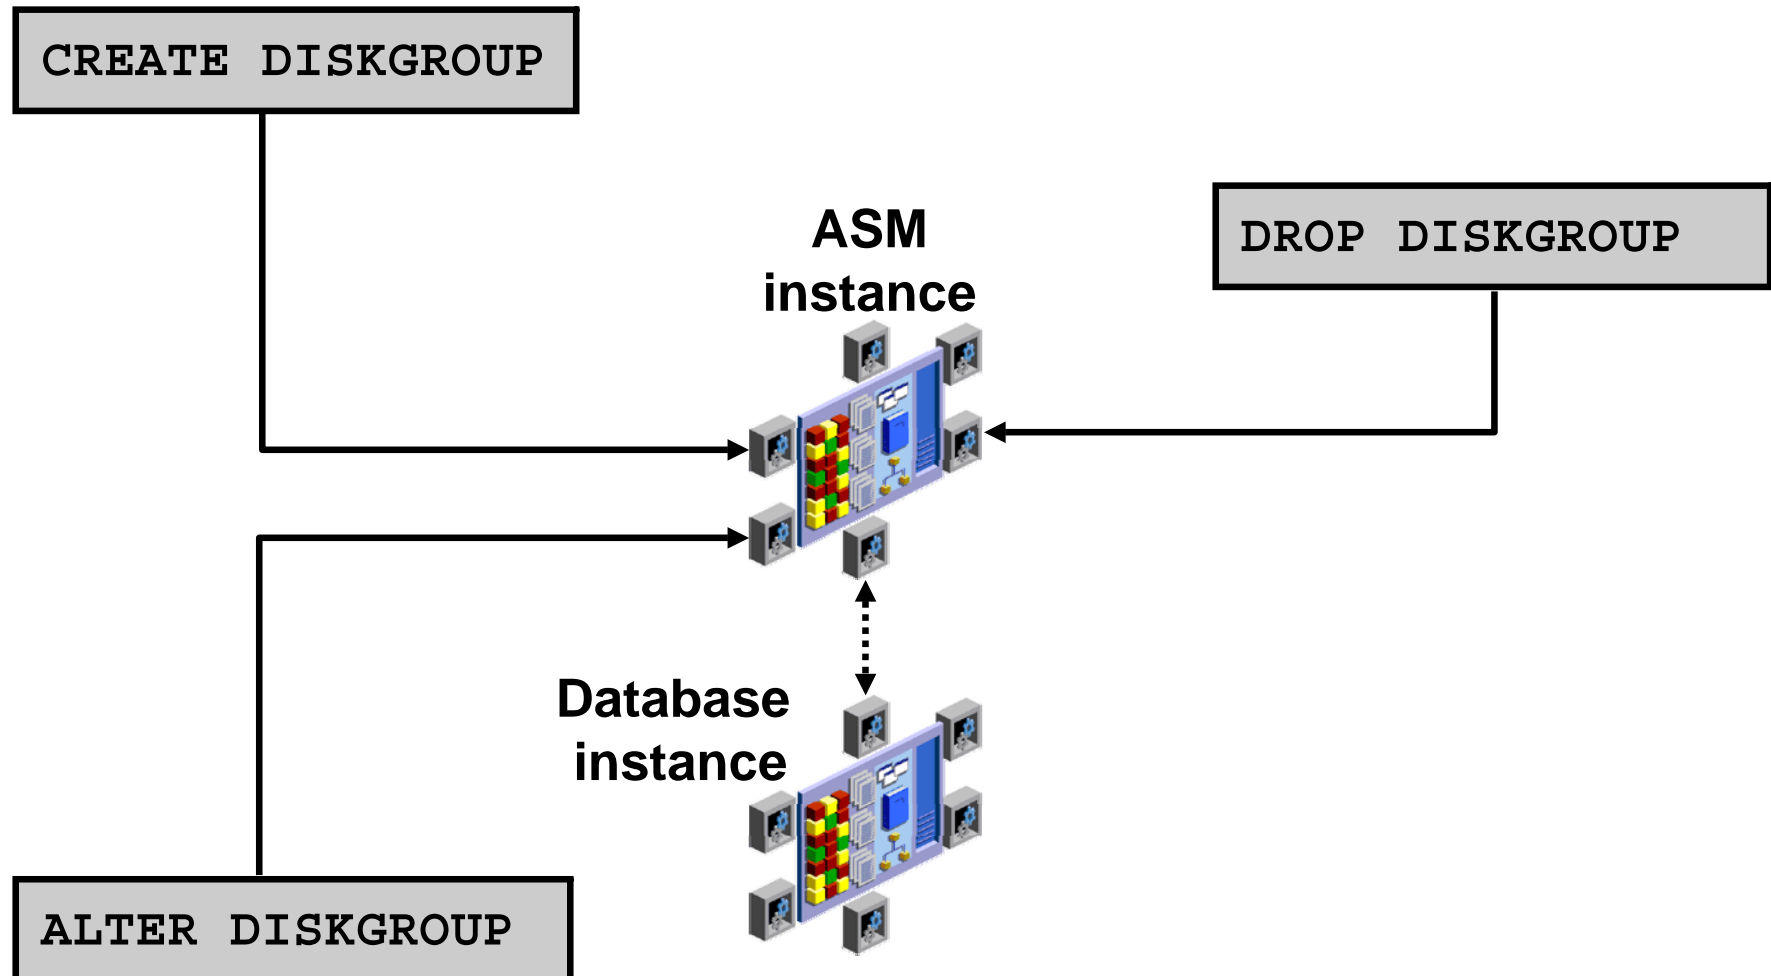 CREATE DISKGROUP
ASM
instance
DROP DISKGROUP
Database
instance
ALTER DISKGROUP